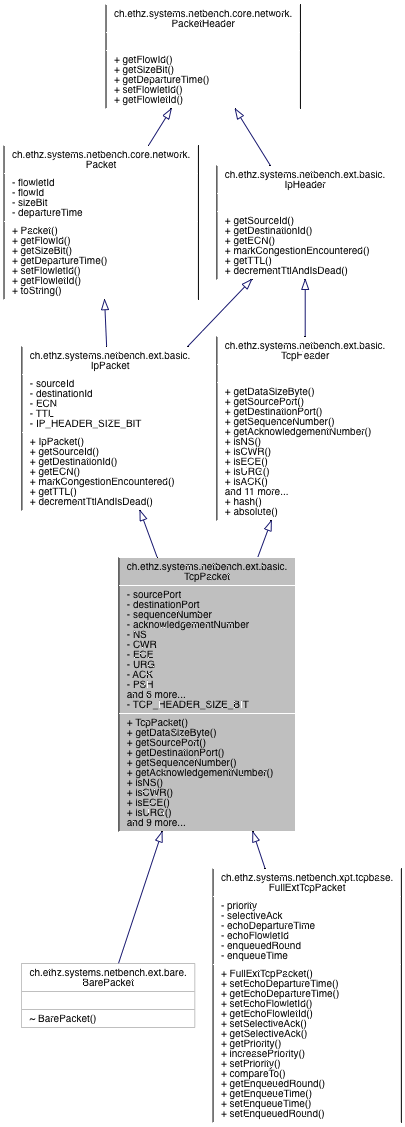 ch.ethz.systems.netbench.core.network.
PacketHeader
+ getFlowId()
+ getSizeBit()
+ getDepartureTime()
+ setFlowletId()
+ getFlowletId()
ch.ethz.systems.netbench.core.network.
Packet
- flowletId
- flowId
- sizeBit
- departureTime
+ Packet()
+ getFlowId()
+ getSizeBit()
+ getDepartureTime()
+ setFlowletId()
+ getFlowletId()
+ toString()
ch.ethz.systems.netbench.ext.basic.
IpHeader
+ getSourceId()
+ getDestinationId()
+ getECN()
+ markCongestionEncountered()
+ getTTL()
+ decrementTtlAndIsDead()
ch.ethz.systems.netbench.ext.basic.
IpPacket
- sourceId
- destinationId
- ECN
- TTL
- IP_HEADER_SIZE_BIT
+ IpPacket()
+ getSourceId()
+ getDestinationId()
+ getECN()
+ markCongestionEncountered()
+ getTTL()
+ decrementTtlAndIsDead()
ch.ethz.systems.netbench.ext.basic.
TcpHeader
+ getDataSizeByte()
+ getSourcePort()
+ getDestinationPort()
+ getSequenceNumber()
+ getAcknowledgementNumber()
+ isNS()
+ isCWR()
+ isECE()
+ isURG()
+ isACK()
and 11 more...
+ hash()
+ absolute()
ch.ethz.systems.netbench.ext.basic.
TcpPacket
- sourcePort
- destinationPort
- sequenceNumber
- acknowledgementNumber
- NS
- CWR
- ECE
- URG
- ACK
- PSH
and 6 more...
- TCP_HEADER_SIZE_BIT
+ TcpPacket()
+ getDataSizeByte()
+ getSourcePort()
+ getDestinationPort()
+ getSequenceNumber()
+ getAcknowledgementNumber()
+ isNS()
+ isCWR()
+ isECE()
+ isURG()
and 9 more...
ch.ethz.systems.netbench.ext.bare.
BarePacket
~ BarePacket()
ch.ethz.systems.netbench.xpt.tcpbase.
FullExtTcpPacket
- priority
- selectiveAck
- echoDepartureTime
- echoFlowletId
- enqueuedRound
- enqueueTime
+ FullExtTcpPacket()
+ setEchoDepartureTime()
+ getEchoDepartureTime()
+ setEchoFlowletId()
+ getEchoFlowletId()
+ setSelectiveAck()
+ getSelectiveAck()
+ getPriority()
+ increasePriority()
+ setPriority()
+ compareTo()
+ getEnqueuedRound()
+ getEnqueueTime()
+ setEnqueueTime()
+ setEnqueuedRound()